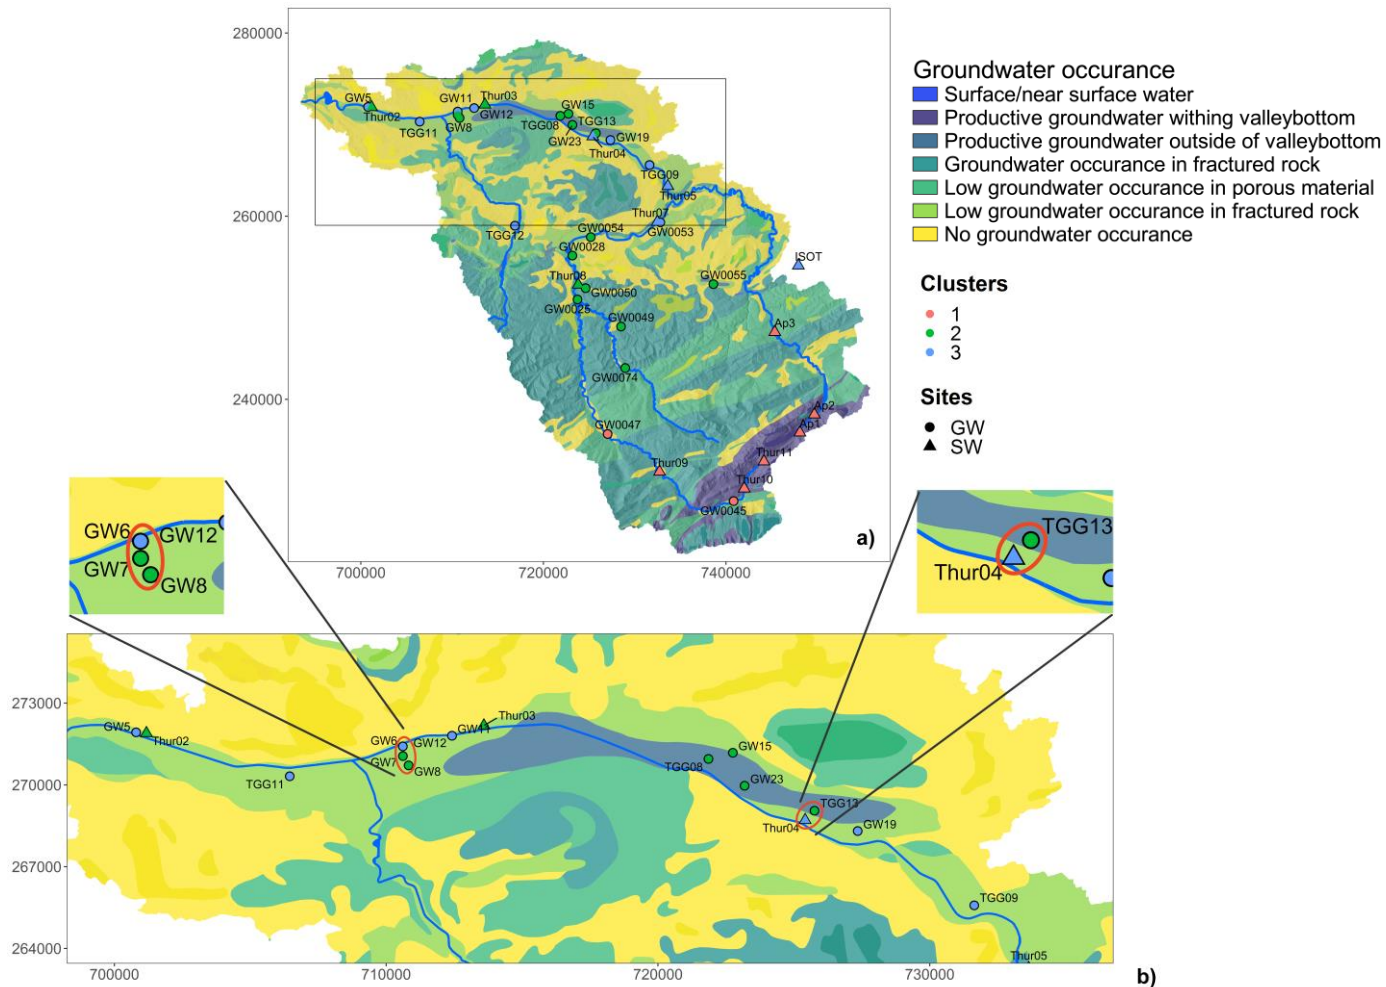 280000
260000
240000
700000
720000
740000
GW5
Thur02
TGG11
GW11
Thur03
GW12
GW8
GW15
TGG13
TGG08
GW23
GW19
Thur04
TGG09
Thur05
Thur07
GW0053
GW0054
TGG12
GW0028
Thur08
GW0050
GW0025
GW0055
ISOT
GW0049
Ap3
GW0074
Ap2
Ap1
GW0047
Thur09
Thur11
Thur10
GW0045
a)
Groundwater occurance
Surface/near surface water
Productive groundwater withing valleybottom
Productive groundwater outside of valleybottom
Groundwater occurance in fractured rock
Low groundwater occurance in porous material
Low groundwater occurance in fractured rock
No groundwater occurance
Clusters
1
2
3
Sites
GW
SW
GW6
GW12
GW7
GW8
TGG13
Thur04
273000
270000
267000
264000
700000
710000
720000
730000
GW5
Thur02
TGG11
GW6
GW12
GW11
Thur03
GW7
GW8
TGG08
GW15
GW23
TGG13
Thur04
GW19
TGG09
Thur05
b)